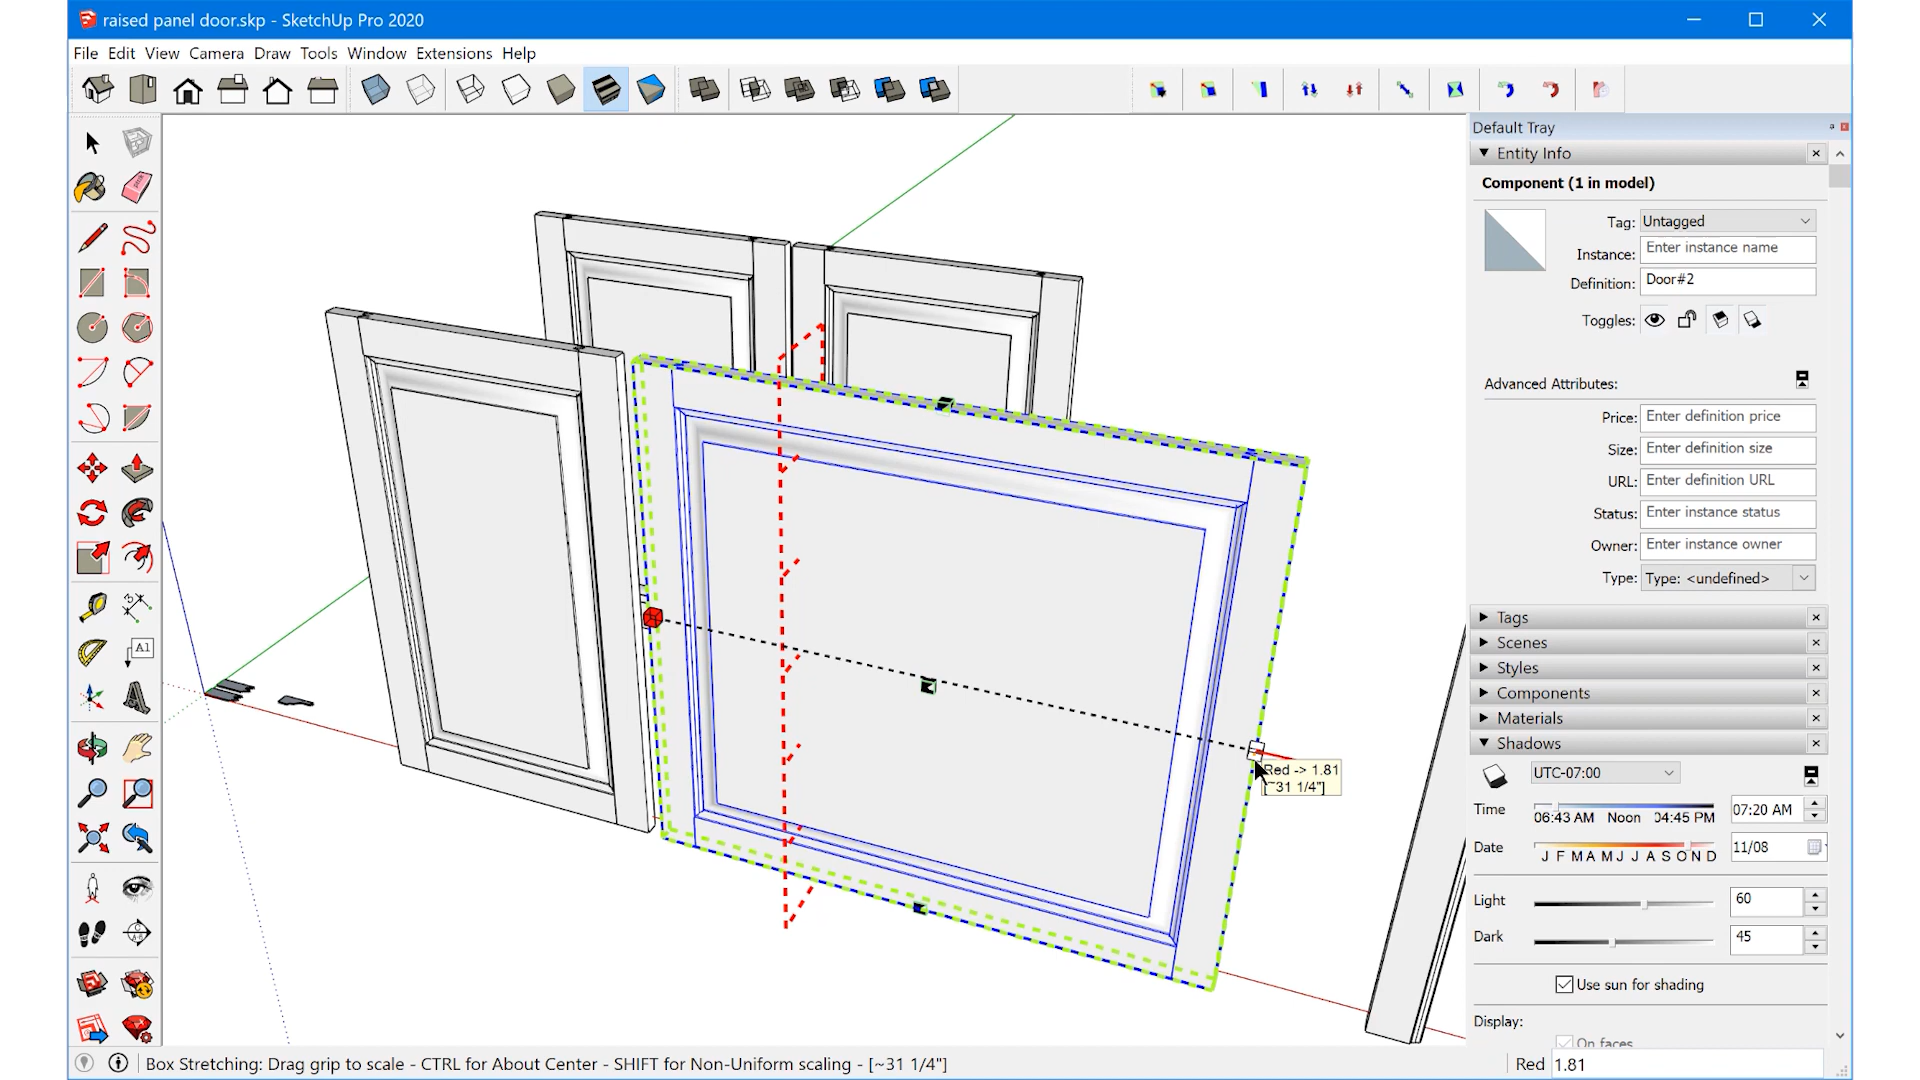 raised panel door.skp - SketchUp Pro 2020
File Edit View Camera Draw Tools Window Extensions Help
Default Tray
Entity Info
Component (1 in model)
Tag: Untagged
Instance: Enter instance name
Definition: Door#2
Toggles:
Advanced Attributes:
Price: Enter definition price
Size: Enter definition size
URL: Enter definition URL
Status: Enter instance status
Owner: Enter instance owner
Type: Type: <undefined>
Tags
Scenes
Styles
Components
Materials
Shadows
UTC-07:00
Time 06:43 AM Noon 04:45 PM 07:20 AM
Date J F M A M J J A S O N D 11/08
Light 60
Dark 45
Use sun for shading
Display:
On faces
A1
Red -> 1.81
[~31 1/4"]
Box Stretching: Drag grip to scale - CTRL for About Center - SHIFT for Non-Uniform scaling - [~31 1/4"]
Red 1.81